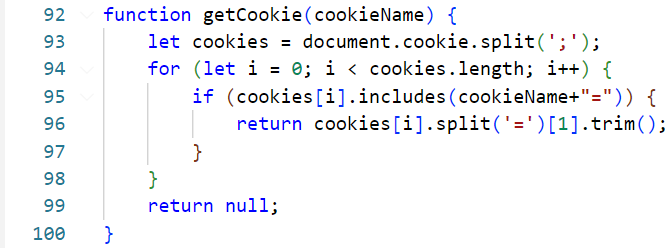 92 function getCookie(cookieName) {
93     let cookies = document.cookie.split(';');
94     for (let i = 0; i < cookies.length; i++) {
95         if (cookies[i].includes(cookieName+"=")) {
96             return cookies[i].split('=')[1].trim();
97         }
98     }
99     return null;
100 }